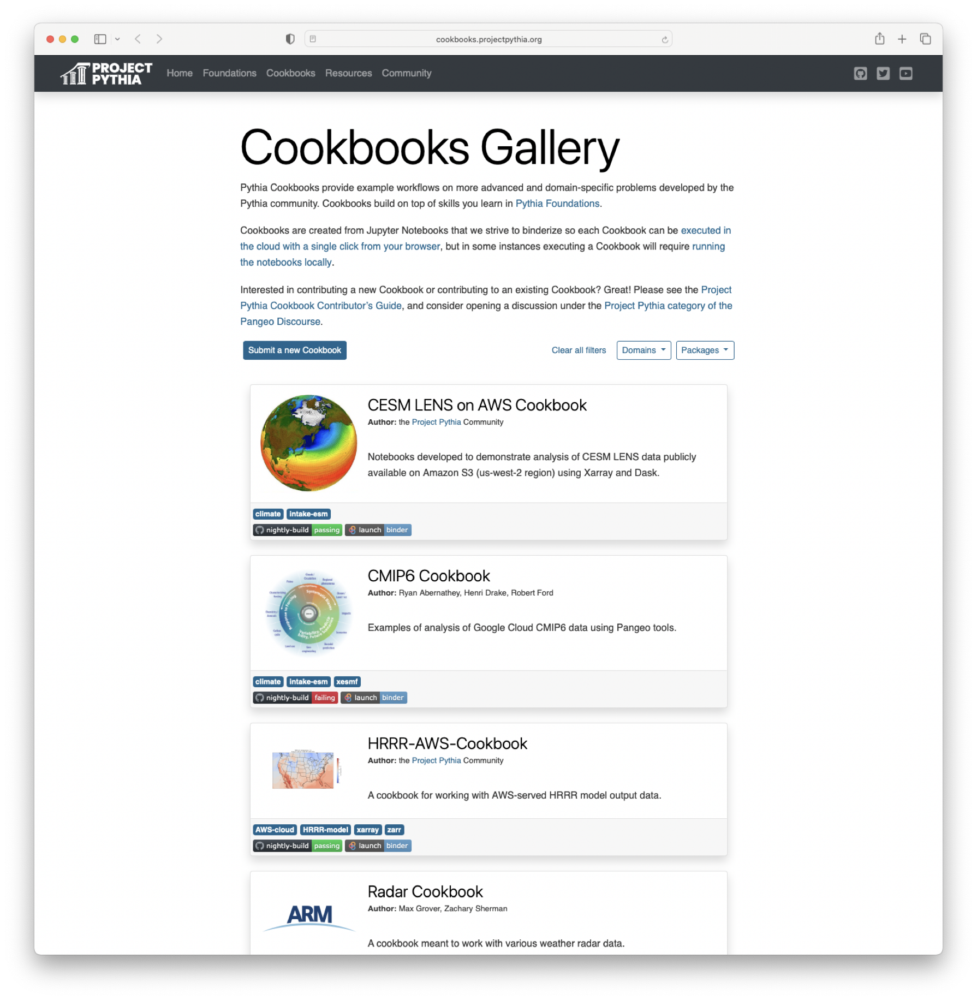 cookbooks.projectpythia.org
PROJECT
PYTHIA
Home Foundations Cookbooks Resources Community
Cookbooks Gallery
Pythia Cookbooks provide example workflows on more advanced and domain-specific problems developed by the
Pythia community. Cookbooks build on top of skills you learn in Pythia Foundations.
Cookbooks are created from Jupyter Notebooks that we strive to binderize so each Cookbook can be executed in
the cloud with a single click from your browser, but in some instances executing a Cookbook will require running
the notebooks locally.
Interested in contributing a new Cookbook or contributing to an existing Cookbook? Great! Please see the Project
Pythia Cookbook Contributor’s Guide, and consider opening a discussion under the Project Pythia category of the
Pangeo Discourse.
Submit a new Cookbook Clear all filters Domains Packages
CESM LENS on AWS Cookbook
Author: the Project Pythia Community
Notebooks developed to demonstrate analysis of CESM LENS data publicly
available on Amazon S3 (us-west-2 region) using Xarray and Dask.
climate intake-esm
nightly-build passing launch binder
CMIP6 Cookbook
Author: Ryan Abernathey, Henri Drake, Robert Ford
Examples of analysis of Google Cloud CMIP6 data using Pangeo tools.
Systematic Biases
Response to Forcing
Variability, Predicta-
bility, Future Scenarios
climate intake-esm xesmf
nightly-build failing launch binder
HRRR-AWS-Cookbook
Author: the Project Pythia Community
A cookbook for working with AWS-served HRRR model output data.
AWS-cloud HRRR-model xarray zarr
nightly-build passing launch binder
Radar Cookbook
Author: Max Grover, Zachary Sherman
ARM
A cookbook meant to work with various weather radar data.